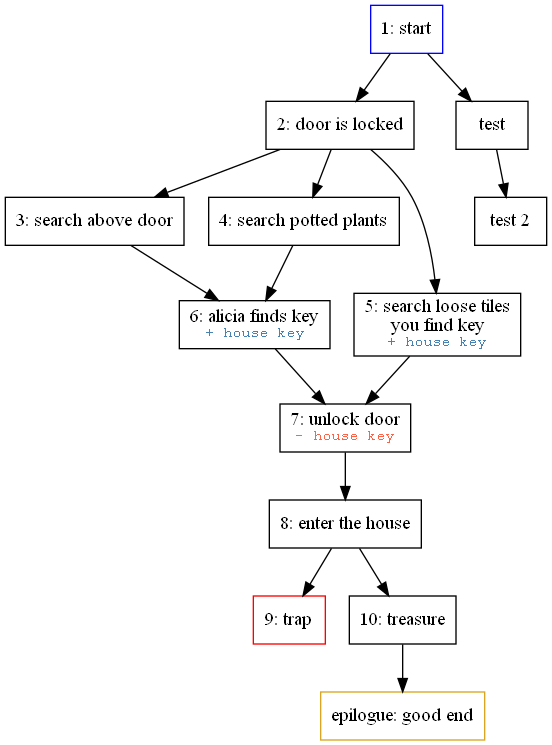 1: start
2: door is locked
test
3: search above door
4: search potted plants
test 2
6: alicia finds key
+ house key
5: search loose tiles
you find key
+ house key
7: unlock door
- house key
8: enter the house
9: trap
10: treasure
epilogue: good end